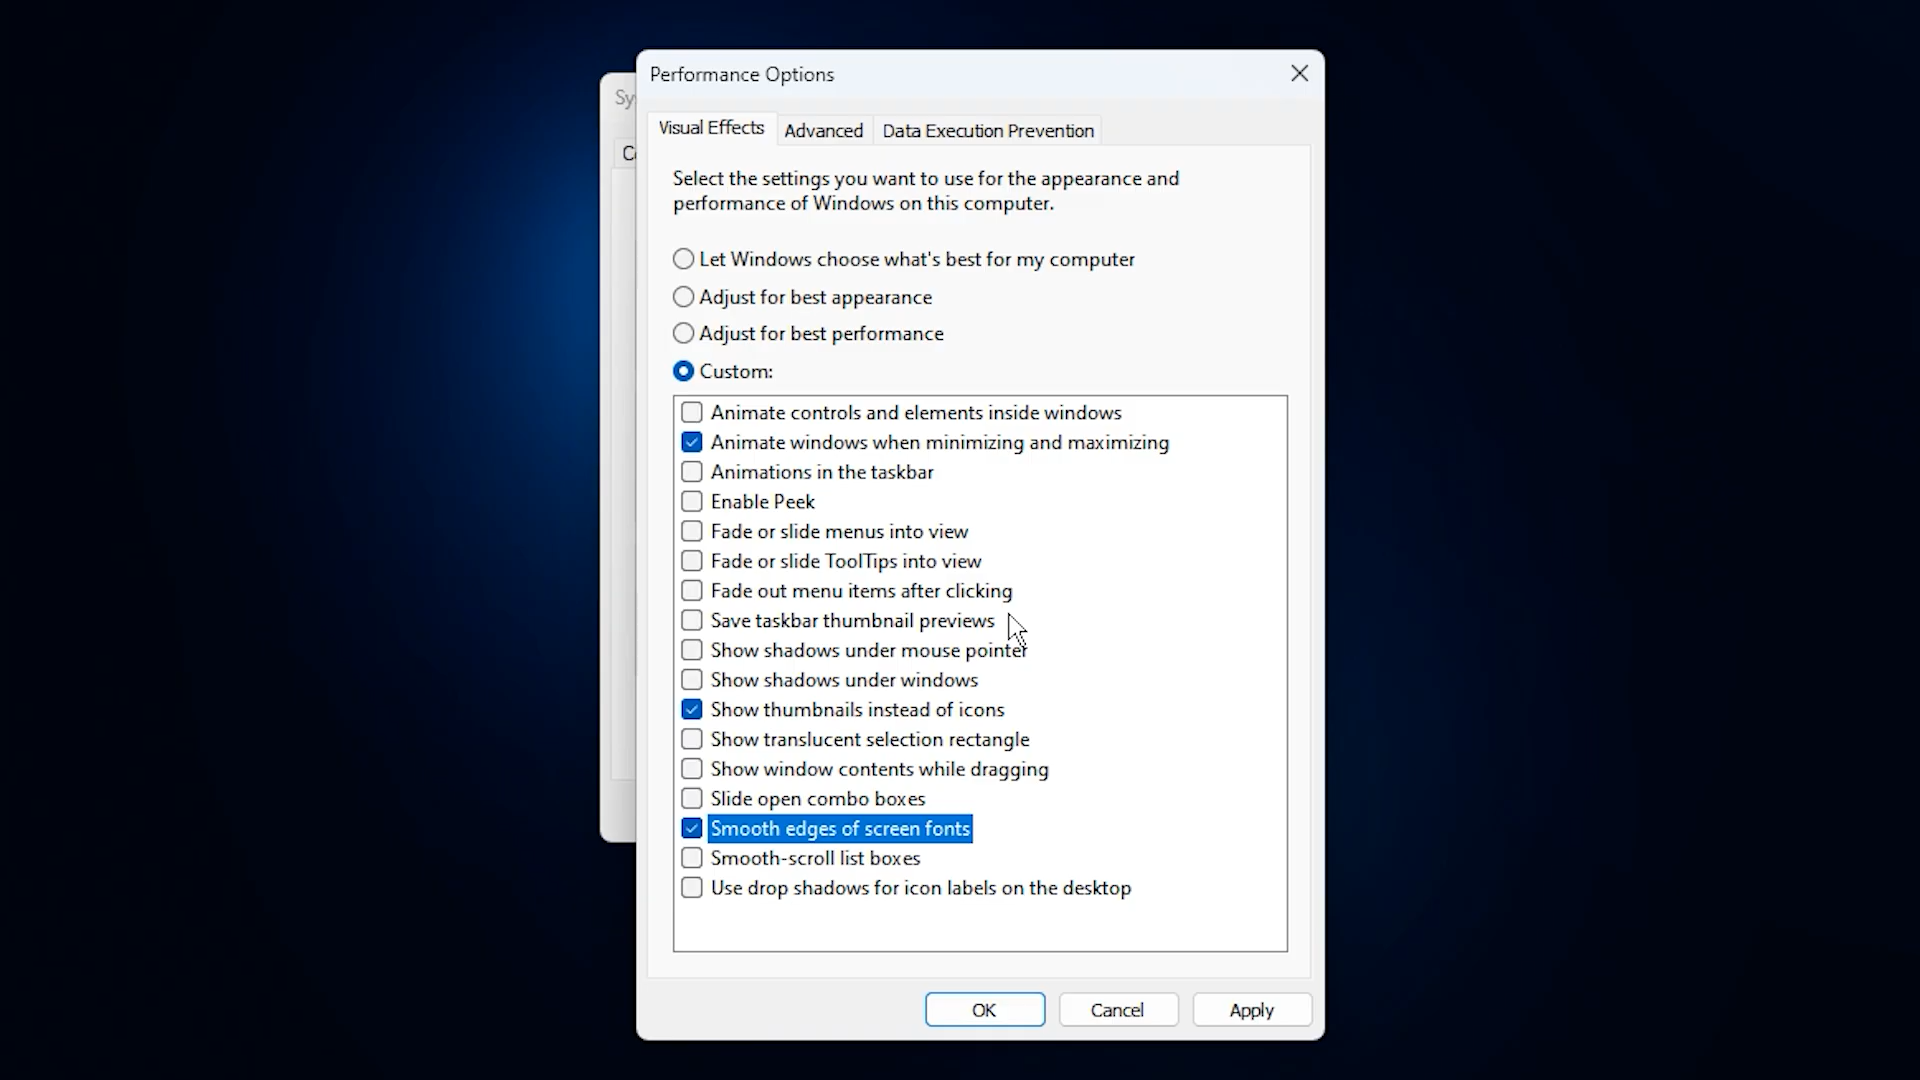 Performance Options
Sy
Co
Visual Effects
Advanced
Data Execution Prevention
Select the settings you want to use for the appearance and
performance of Windows on this computer.
Let Windows choose what's best for my computer
Adjust for best appearance
Adjust for best performance
Custom:
Animate controls and elements inside windows
Animate windows when minimizing and maximizing
Animations in the taskbar
Enable Peek
Fade or slide menus into view
Fade or slide ToolTips into view
Fade out menu items after clicking
Save taskbar thumbnail previews
Show shadows under mouse pointer
Show shadows under windows
Show thumbnails instead of icons
Show translucent selection rectangle
Show window contents while dragging
Slide open combo boxes
Smooth edges of screen fonts
Smooth-scroll list boxes
Use drop shadows for icon labels on the desktop
OK
Cancel
Apply